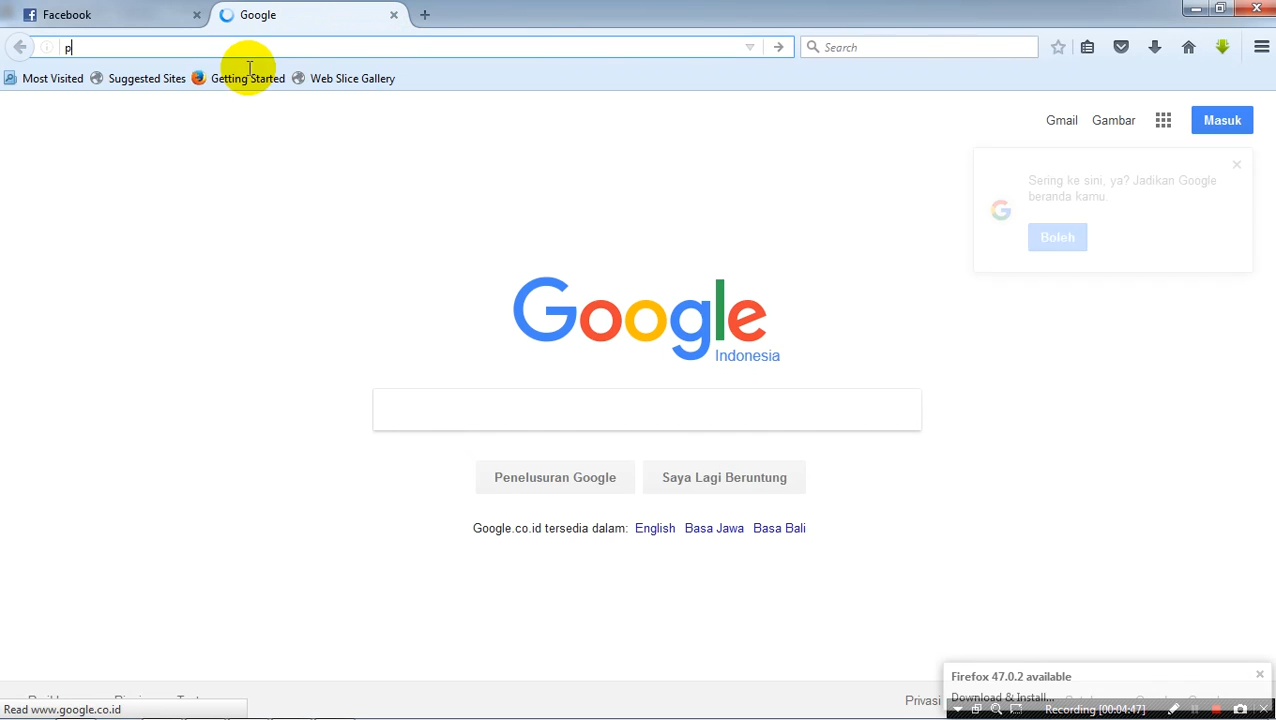 Facebook
Google
p
Search
Most Visited
Suggested Sites
Getting Started
Web Slice Gallery
Gmail
Gambar
Masuk
Sering ke sini, ya? Jadikan Google
beranda kamu.
Boleh
Google
Indonesia
Penelusuran Google
Saya Lagi Beruntung
Google.co.id tersedia dalam: English Basa Jawa Basa Bali
Firefox 47.0.2 available
Download & Install...
Privasi
Read www.google.co.id
Recording [00:04:47]